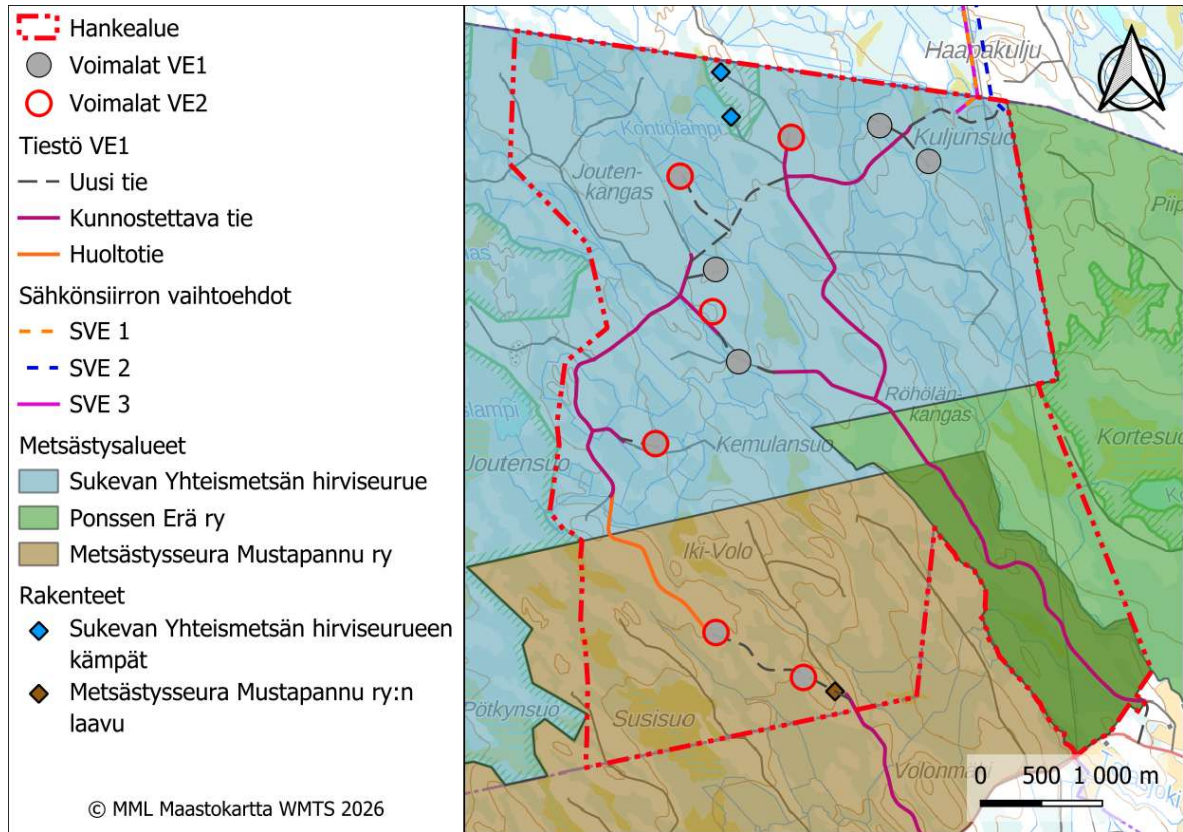 Hankealue
Voimalat VE1
Voimalat VE2
Tiestö VE1
Uusi tie
Kunnostettava tie
Huoltotie
Sähkönsiirron vaihtoehdot
SVE 1
SVE 2
SVE 3
Metsästysalueet
Sukevan Yhteismetsän hirviseurue
Ponssen Erä ry
Metsästysseura Mustapannu ry
Rakenteet
Sukevan Yhteismetsän hirviseurueen
kämpät
Metsästysseura Mustapannu ry:n
laavu
© MML Maastokartta WMTS 2026
Haapakulju
Kontiolampi
Kuljunsuo
Jouten-
kangas
Piip
Röhölän-
kangas
Kortesuo
Kemulansuo
Joutensuo
Iki-Volo
Pötkynsuo
Susisuo
0 500 1 000 m